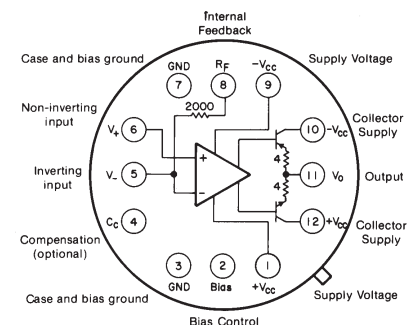 Internal
Feedback
Case and bias ground
Supply Voltage
GND
RF
-VCC
7
8
9
2000
Non-inverting
input
V+
6
+
10
-VCC
Collector
Supply
4
Inverting
input
V-
5
11
Vo
Output
4
-
CC
4
12
+VCC
Collector
Supply
Compensation
(optional)
3
2
1
GND
Bias
+VCC
Case and bias ground
Supply Voltage
Bias Control